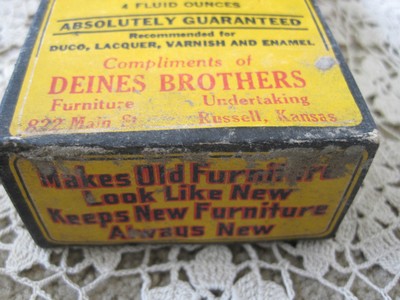 4 FLUID OUNCES
ABSOLUTELY GUARANTEED
Recommended for
DUCO, LACQUER, VARNISH AND ENAMEL
Compliments of
DEINES BROTHERS
Furniture Undertaking
822 Main St. Russell, Kansas
Makes Old Furniture
Look Like New
Keeps New Furniture
Always New